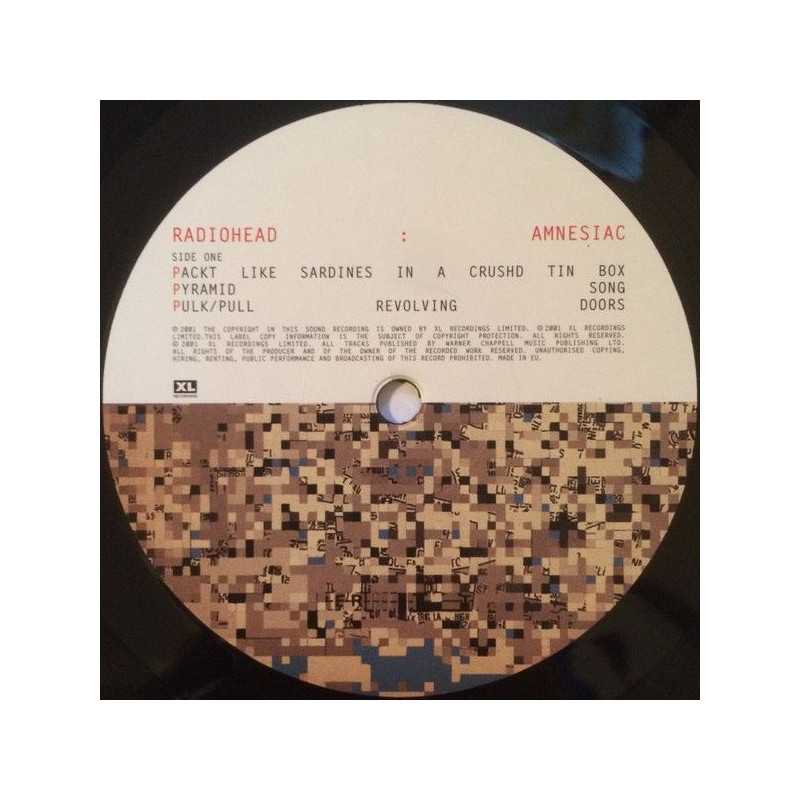 RADIOHEAD : AMNESIAC
SIDE ONE
PACKT LIKE SARDINES IN A CRUSHD TIN BOX
PYRAMID SONG
PULK/PULL REVOLVING DOORS
℗ 2001 THE COPYRIGHT IN THIS SOUND RECORDING IS OWNED BY XL RECORDINGS LIMITED. © 2001 XL RECORDINGS
LIMITED.THIS LABEL COPY INFORMATION IS THE SUBJECT OF COPYRIGHT PROTECTION. ALL RIGHTS RESERVED.
© 2001 XL RECORDINGS LIMITED. ALL TRACKS PUBLISHED BY WARNER CHAPPELL MUSIC PUBLISHING LTD.
ALL RIGHTS OF THE PRODUCER AND OF THE OWNER OF THE RECORDED WORK RESERVED. UNAUTHORISED COPYING,
HIRING, RENTING, PUBLIC PERFORMANCE AND BROADCASTING OF THIS RECORD PROHIBITED. MADE IN EU.
XL
RECORDINGS